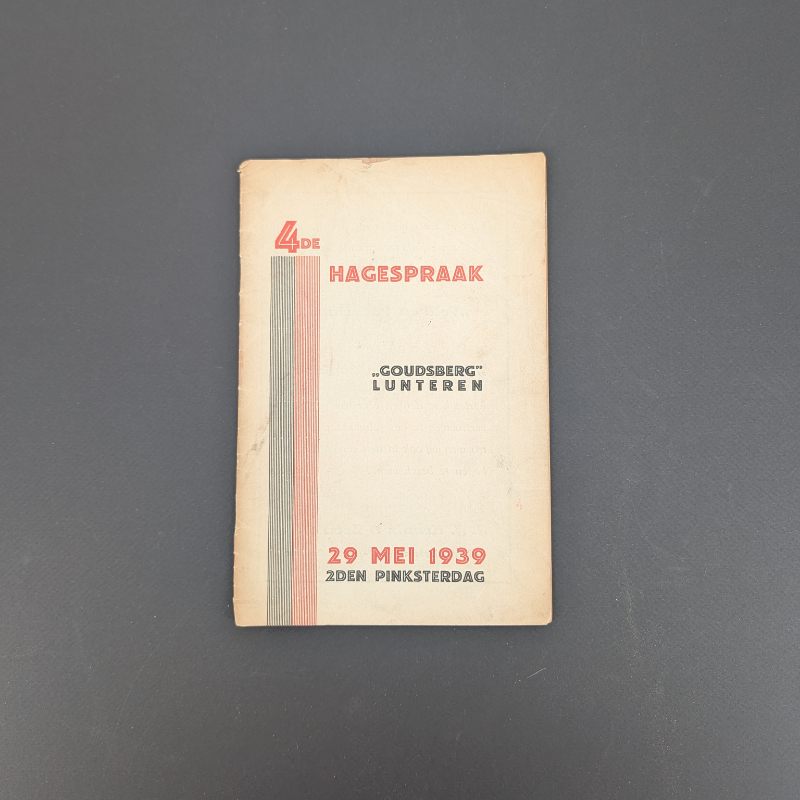 4DE
HAGESPRAAK
„GOUDSBERG”
LUNTEREN
29 MEI 1939
2DEN PINKSTERDAG